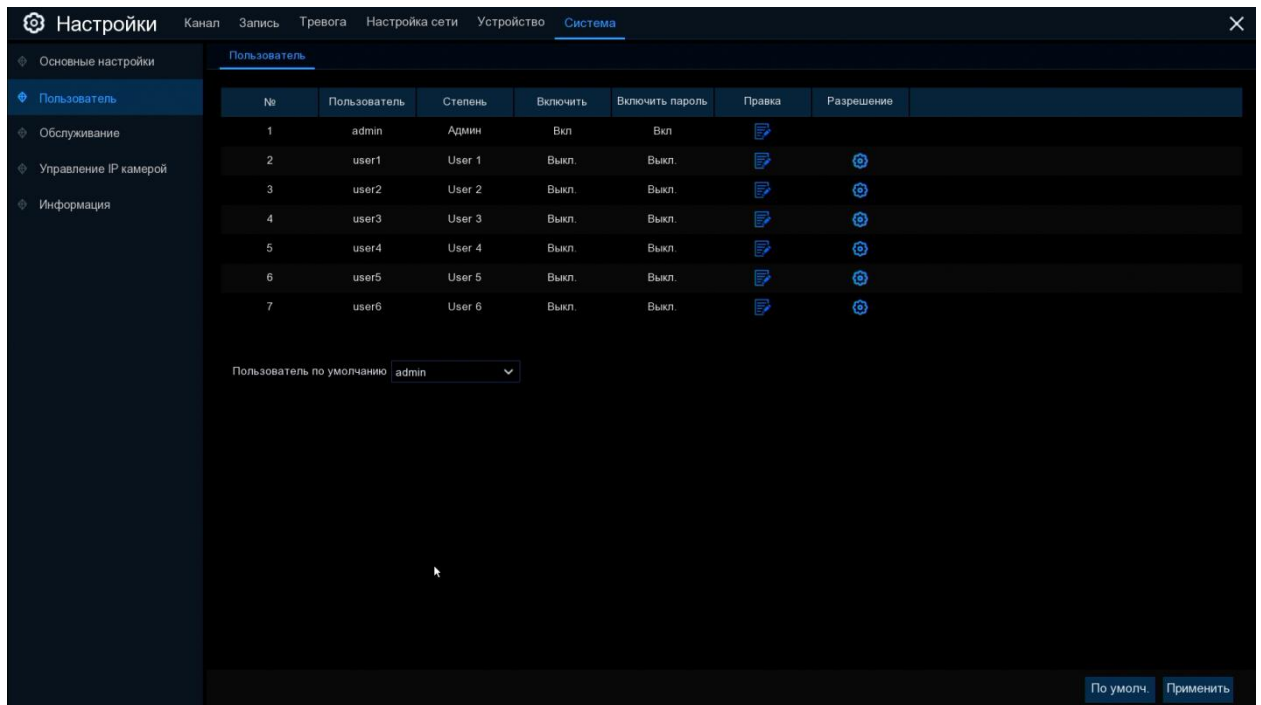 Настройки Канал Запись Тревога Настройка сети Устройство Система
Основные настройки
Пользователь
Обслуживание
Управление IP камерой
Информация
Пользователь
№ Пользователь Степень Включить Включить пароль Правка Разрешение
1 admin Админ Вкл Вкл
2 user1 User 1 Выкл. Выкл.
3 user2 User 2 Выкл. Выкл.
4 user3 User 3 Выкл. Выкл.
5 user4 User 4 Выкл. Выкл.
6 user5 User 5 Выкл. Выкл.
7 user6 User 6 Выкл. Выкл.
Пользователь по умолчанию admin
По умолч. Применить